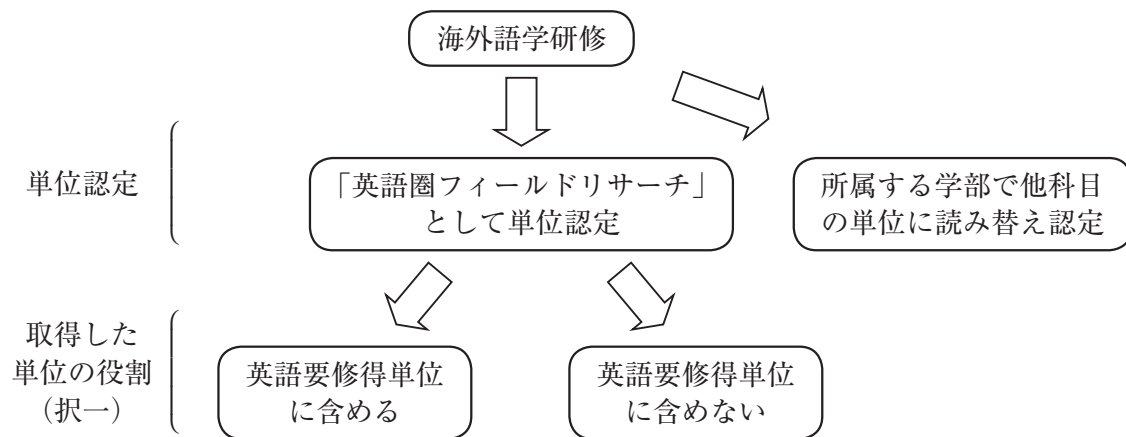 海外語学研修
単位認定
「英語圏フィールドリサーチ」
として単位認定
所属する学部で他科目
の単位に読み替え認定
取得した
単位の役割
（択一）
英語要修得単位
に含める
英語要修得単位
に含めない